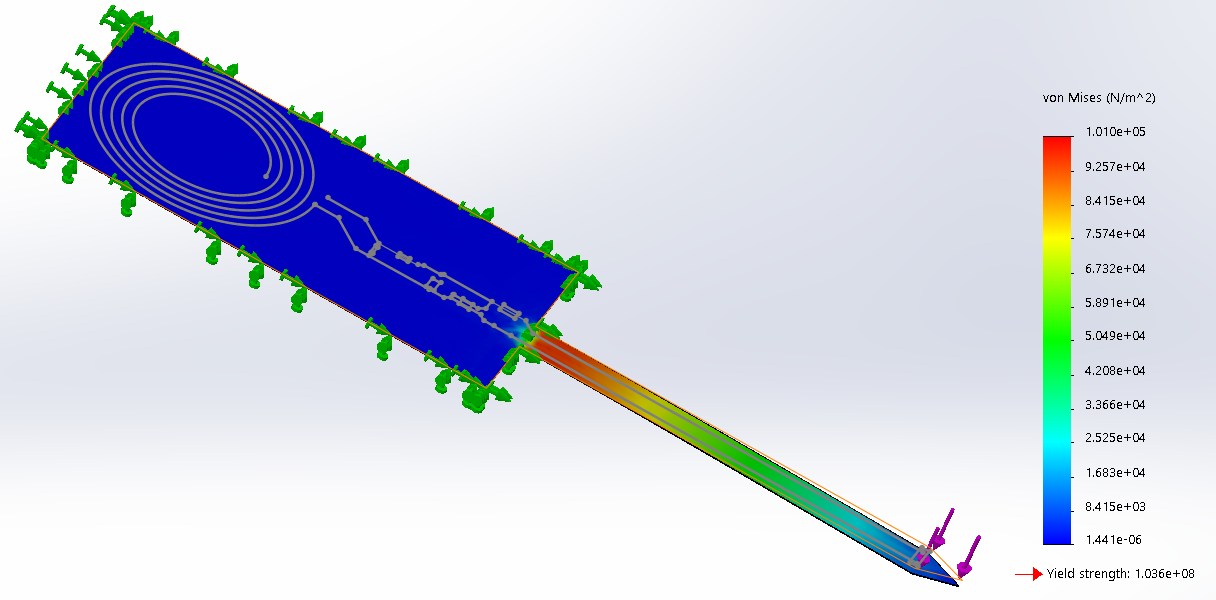 von Mises (N/m^2)
1.010e+05
9.257e+04
8.415e+04
7.574e+04
6.732e+04
5.891e+04
5.049e+04
4.208e+04
3.366e+04
2.525e+04
1.683e+04
8.415e+03
1.441e-06
Yield strength: 1.036e+08